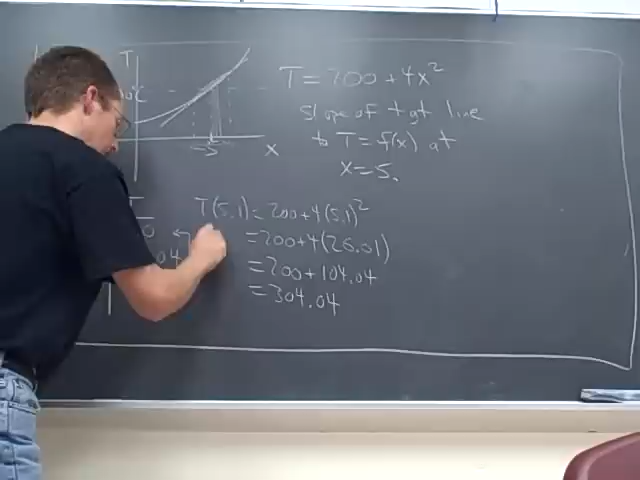 T
T = 200 + 4x²
slope of tgt line
to T = f(x) at
x = 5.
5
x
T
T(5.1) = 200 + 4(5.1)²
= 200 + 4(26.01)
= 200 + 104.04
= 304.04